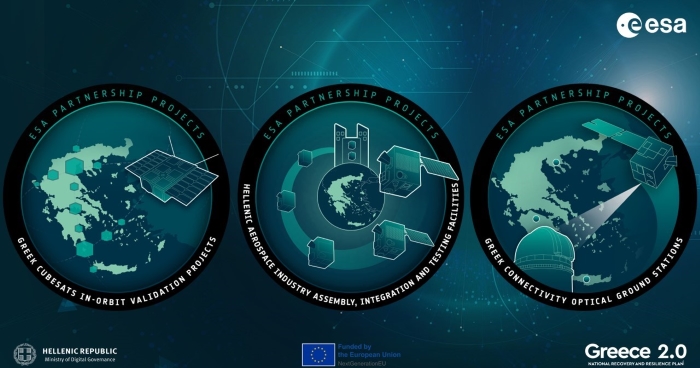 esa
ESA PARTNERSHIP PROJECTS
GREEK CUBESATS IN-ORBIT VALIDATION PROJECTS
ESA PARTNERSHIP PROJECTS
HELLENIC AEROSPACE INDUSTRY ASSEMBLY, INTEGRATION AND TESTING FACILITIES
ESA PARTNERSHIP PROJECTS
GREEK CONNECTIVITY OPTICAL GROUND STATIONS
HELLENIC REPUBLIC
Ministry of Digital Governance
Funded by
the European Union
NextGenerationEU
Greece 2.0
NATIONAL RECOVERY AND RESILIENCE PLAN